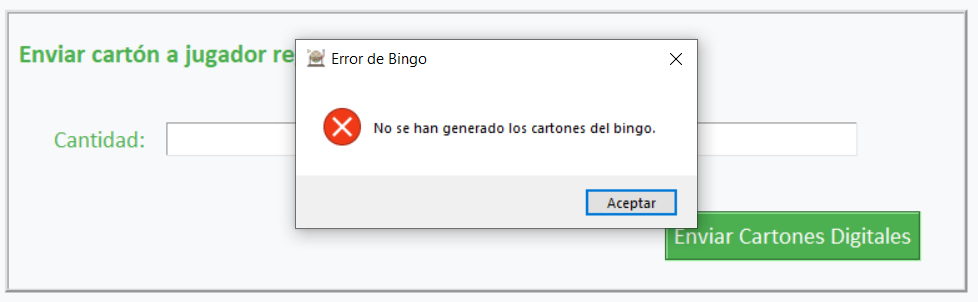 Enviar cartón a jugador re
Error de Bingo
No se han generado los cartones del bingo.
Cantidad:
Aceptar
Enviar Cartones Digitales